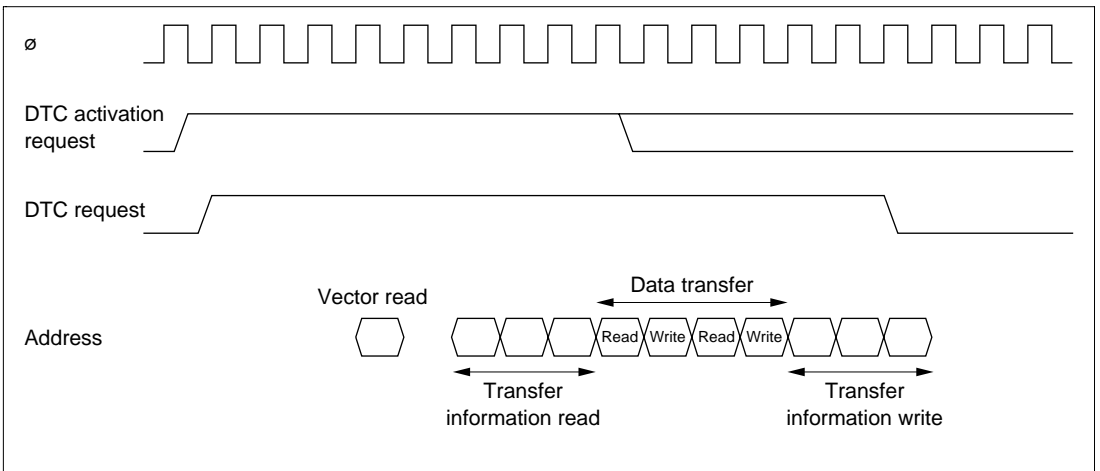 ø
DTC activation
request
DTC request
Vector read
Data transfer
Address
Read Write Read Write
Transfer
information read
Transfer
information write